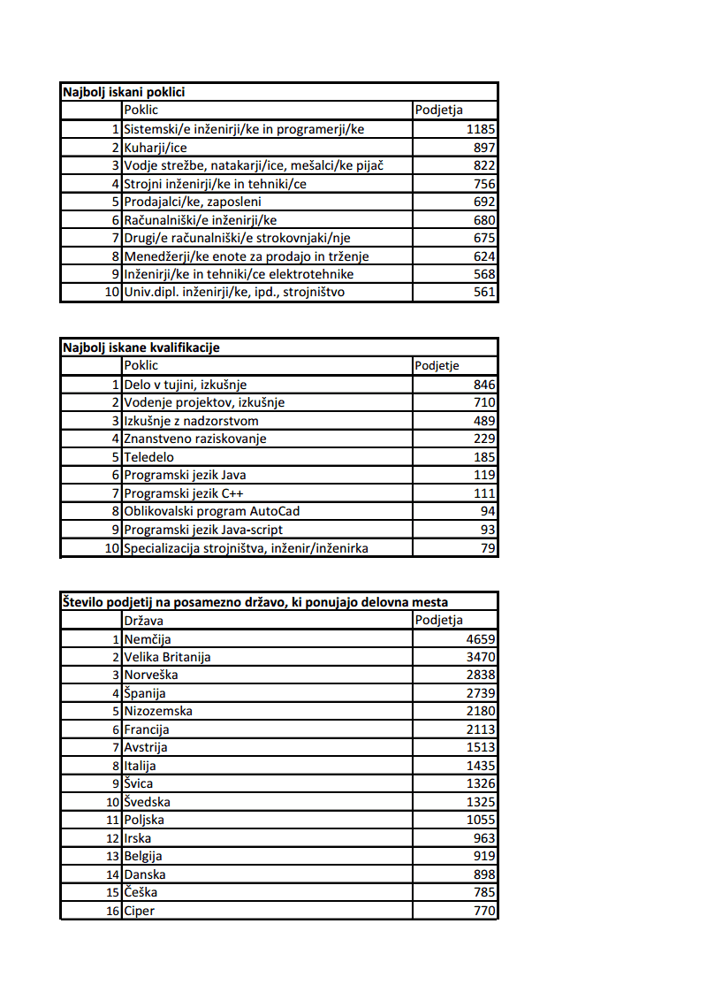 Najbolj iskani poklici
Poklic Podjetja
1 Sistemski/e inženirji/ke in programerji/ke 1185
2 Kuharji/ice 897
3 Vodje strežbe, natakarji/ice, mešalci/ke pijač 822
4 Strojni inženirji/ke in tehniki/ce 756
5 Prodajalci/ke, zaposleni 692
6 Računalniški/e inženirji/ke 680
7 Drugi/e računalniški/e strokovnjaki/nje 675
8 Menedžerji/ke enote za prodajo in trženje 624
9 Inženirji/ke in tehniki/ce elektrotehnike 568
10 Univ.dipl. inženirji/ke, ipd., strojništvo 561
Najbolj iskane kvalifikacije
Poklic Podjetje
1 Delo v tujini, izkušnje 846
2 Vodenje projektov, izkušnje 710
3 Izkušnje z nadzorstvom 489
4 Znanstveno raziskovanje 229
5 Teledelo 185
6 Programski jezik Java 119
7 Programski jezik C++ 111
8 Oblikovalski program AutoCad 94
9 Programski jezik Java-script 93
10 Specializacija strojništva, inženir/inženirka 79
Število podjetij na posamezno državo, ki ponujajo delovna mesta
Država Podjetja
1 Nemčija 4659
2 Velika Britanija 3470
3 Norveška 2838
4 Španija 2739
5 Nizozemska 2180
6 Francija 2113
7 Avstrija 1513
8 Italija 1435
9 Švica 1326
10 Švedska 1325
11 Poljska 1055
12 Irska 963
13 Belgija 919
14 Danska 898
15 Češka 785
16 Ciper 770